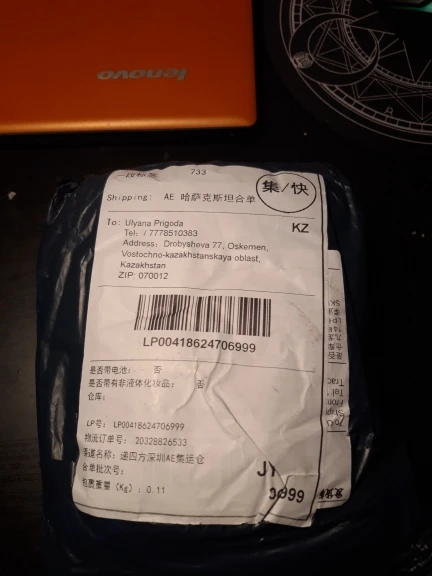 lenovo
733
Shipping: AE 哈萨克斯坦合单
集/快
To: Ulyana Prigoda
KZ
Tel: /7778510383
Address: Drobysheva 77, Oskemen,
Vostochno-kazakhstanskaya oblast,
Kazakhstan
ZIP: 070012
LP00418624706999
是否带电池: 否
是否带有非液体化妆品: 否
仓库:
LP号: LP00418624706999
物流订单号: 20328826533
渠道名称: 递四方深圳AE集运仓
合单批次号:
包裹重量 (Kg): 0.11